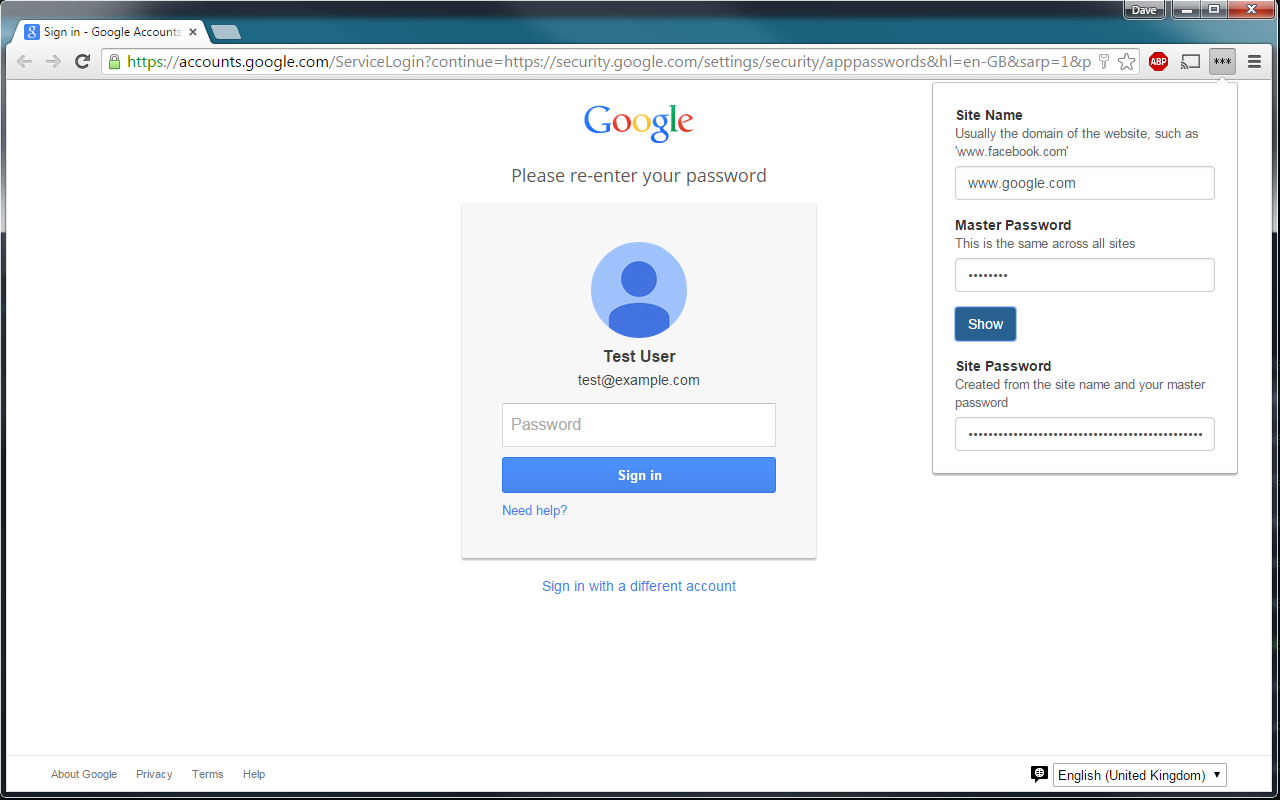 Dave
Sign in - Google Accounts
https://accounts.google.com/ServiceLogin?continue=https://security.google.com/settings/security/apppasswords&hl=en-GB&sarp=1&p
ABP
***
Google
Please re-enter your password
Test User
test@example.com
Password
Sign in
Need help?
Sign in with a different account
Site Name
Usually the domain of the website, such as
'www.facebook.com'
www.google.com
Master Password
This is the same across all sites
••••••••
Show
Site Password
Created from the site name and your master
password
About Google Privacy Terms Help
English (United Kingdom)